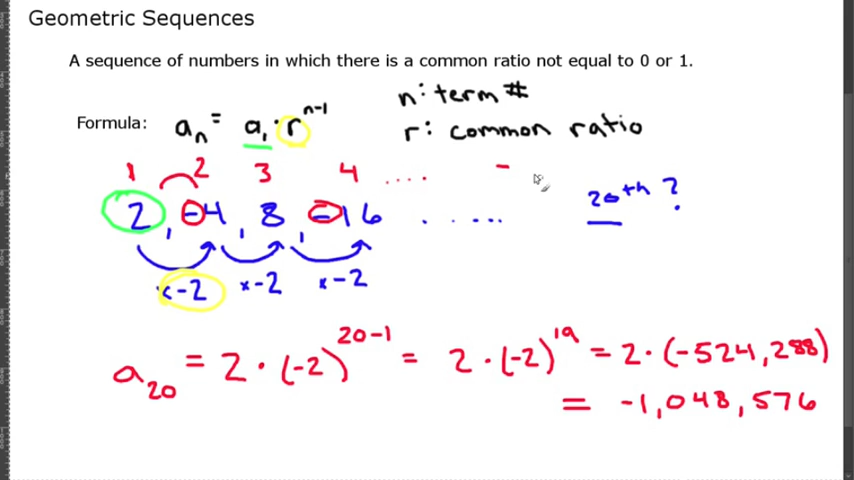 Geometric Sequences
A sequence of numbers in which there is a common ratio not equal to 0 or 1.
n: term #
Formula: aₙ = a₁ · rⁿ⁻¹
r: common ratio
1 2 3 4 .... -
2, -4, 8, -16 ..... 20th ?
x-2 x-2 x-2
a₂₀ = 2 · (-2)²⁰⁻¹ = 2 · (-2)¹⁹ = 2 · (-524,288)
= -1,048,576